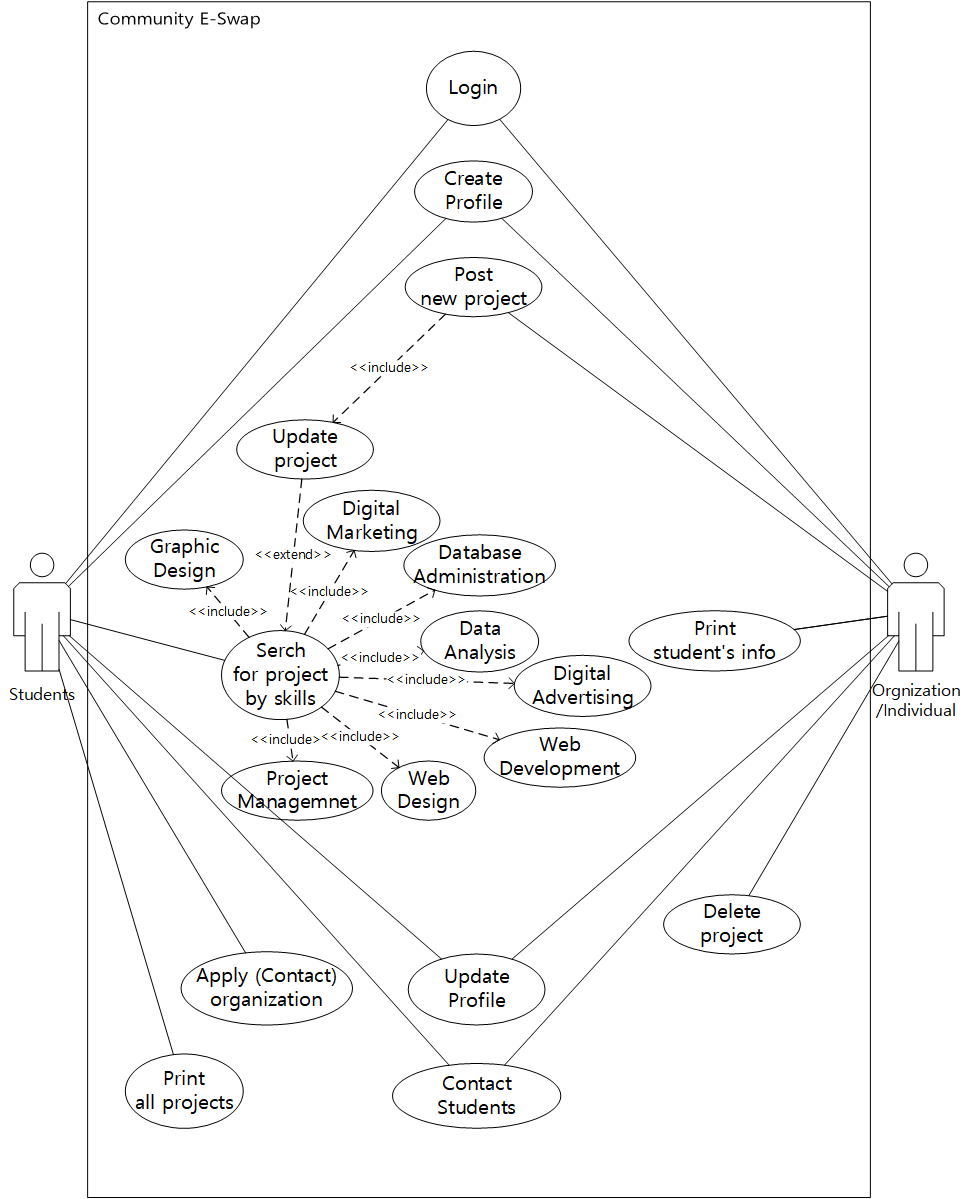 Community E-Swap
Login
Create
Profile
Post
new project
<<include>>
Update
project
Digital
Marketing
Graphic
Design
<<extend>>
Database
Administration
<<include>>
<<include>>
<<include>>
Data
Analysis
Print
student's info
Serch
for project
by skills
<<include>>
<<include>>
Digital
Advertising
Students
Orgnization
/Individual
<<include>>
<<include>
<<include>>
Web
Development
Project
Managemnet
Web
Design
Delete
project
Apply (Contact)
organization
Update
Profile
Print
all projects
Contact
Students